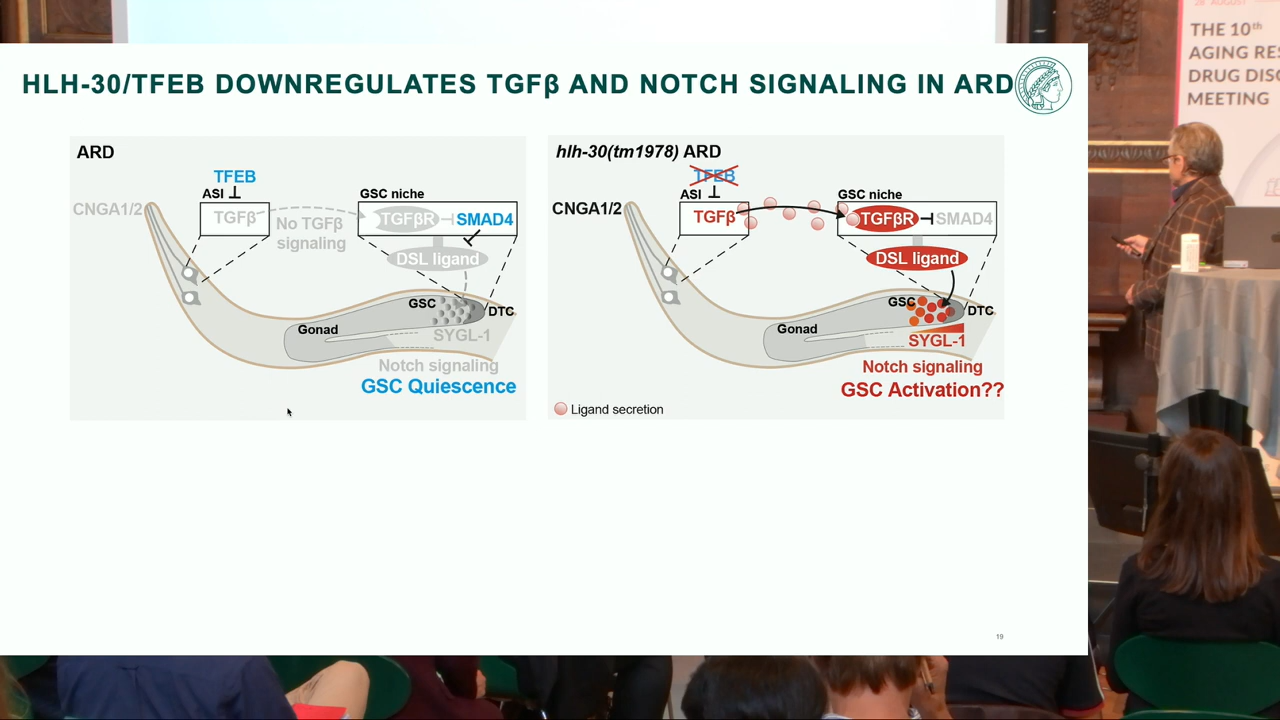 HLH-30/TFEB DOWNREGULATES TGFβ AND NOTCH SIGNALING IN ARD
ARD
TFEB
ASI
CNGA1/2
TGFβ
No TGFβ
signaling
GSC niche
TGFβR
SMAD4
DSL ligand
GSC
DTC
Gonad
SYGL-1
Notch signaling
GSC Quiescence
hlh-30(tm1978) ARD
TFEB
ASI
CNGA1/2
TGFβ
GSC niche
TGFβR
SMAD4
DSL ligand
GSC
DTC
Gonad
SYGL-1
Notch signaling
GSC Activation??
Ligand secretion
19
THE 10th
AGING RES
DRUG DISC
MEETING